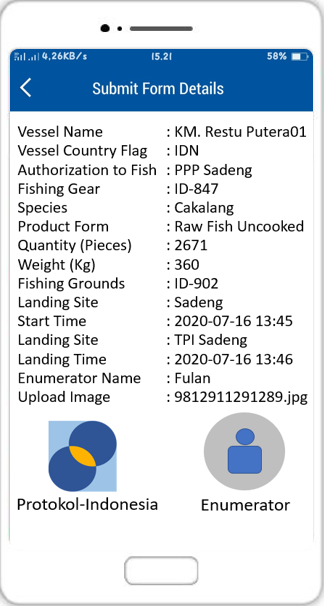 4,26KB/s 15.21 58%
Submit Form Details
Vessel Name : KM. Restu Putera01
Vessel Country Flag : IDN
Authorization to Fish : PPP Sadeng
Fishing Gear : ID-847
Species : Cakalang
Product Form : Raw Fish Uncooked
Quantity (Pieces) : 2671
Weight (Kg) : 360
Fishing Grounds : ID-902
Landing Site : Sadeng
Start Time : 2020-07-16 13:45
Landing Site : TPI Sadeng
Landing Time : 2020-07-16 13:46
Enumerator Name : Fulan
Upload Image : 9812911291289.jpg
Protokol-Indonesia Enumerator